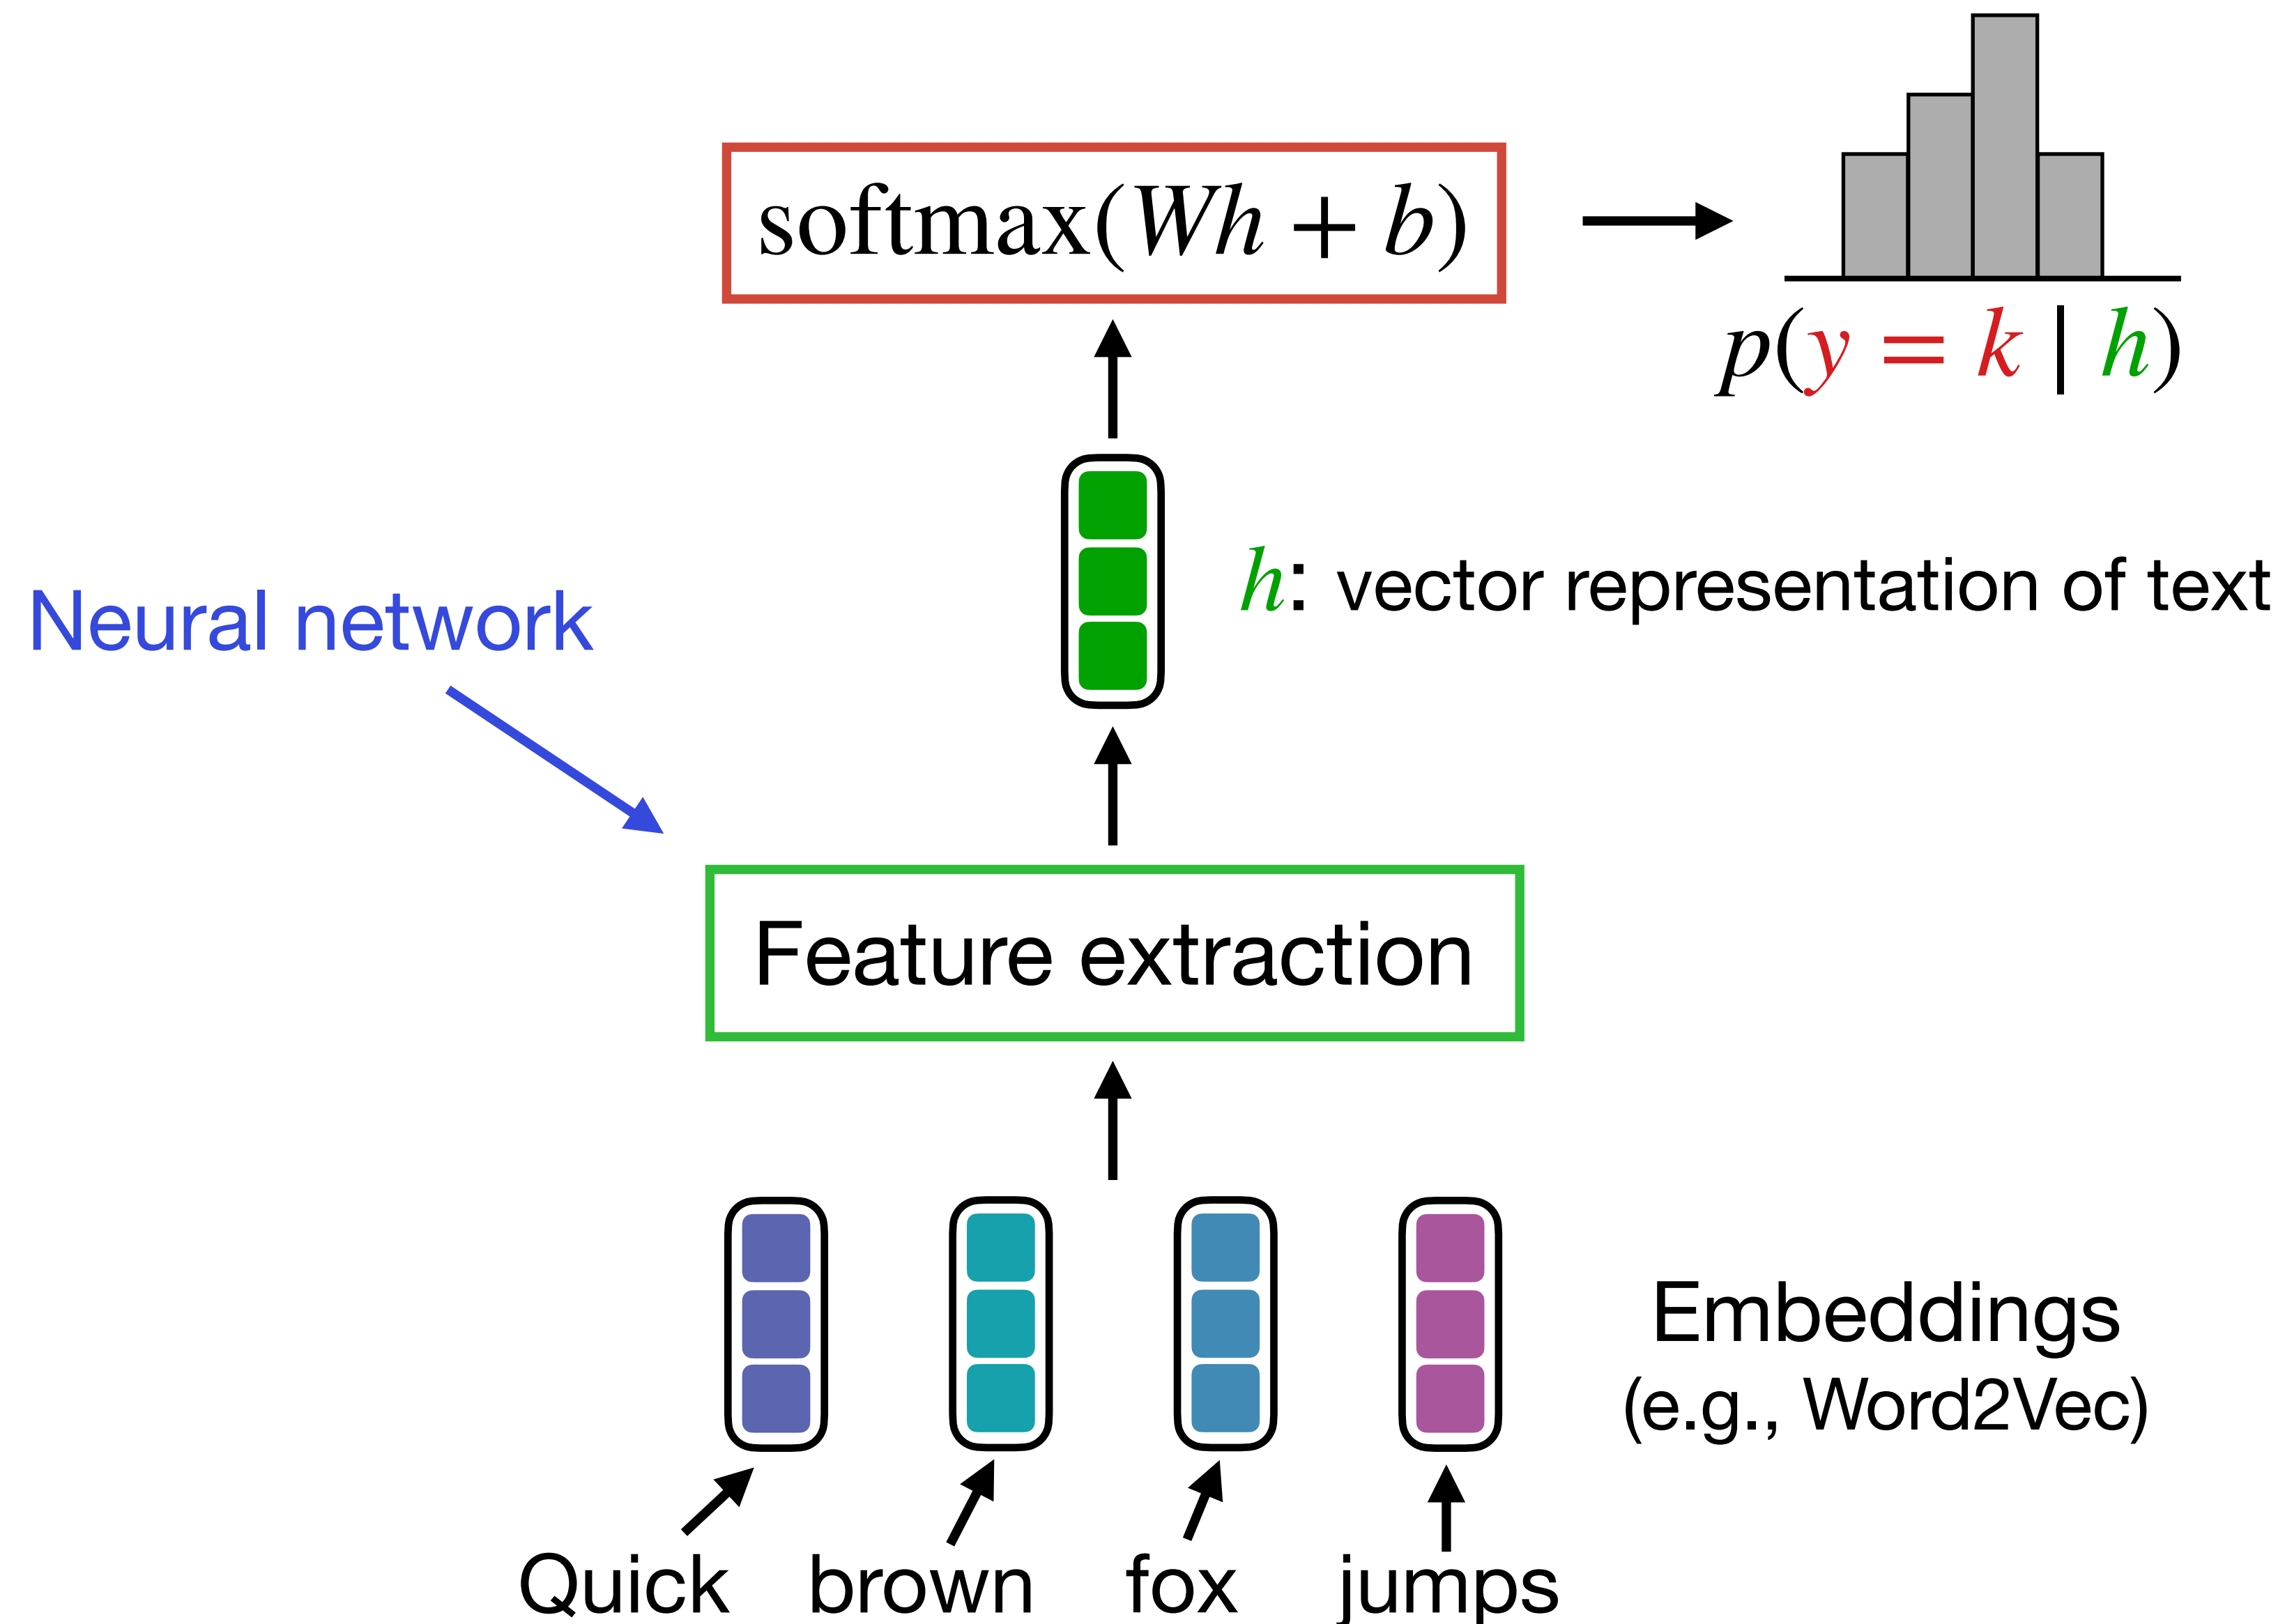 softmax(Wh + b)
p(y = k | h)
h: vector representation of text
Neural network
Feature extraction
Embeddings
(e.g., Word2Vec)
Quick brown fox jumps